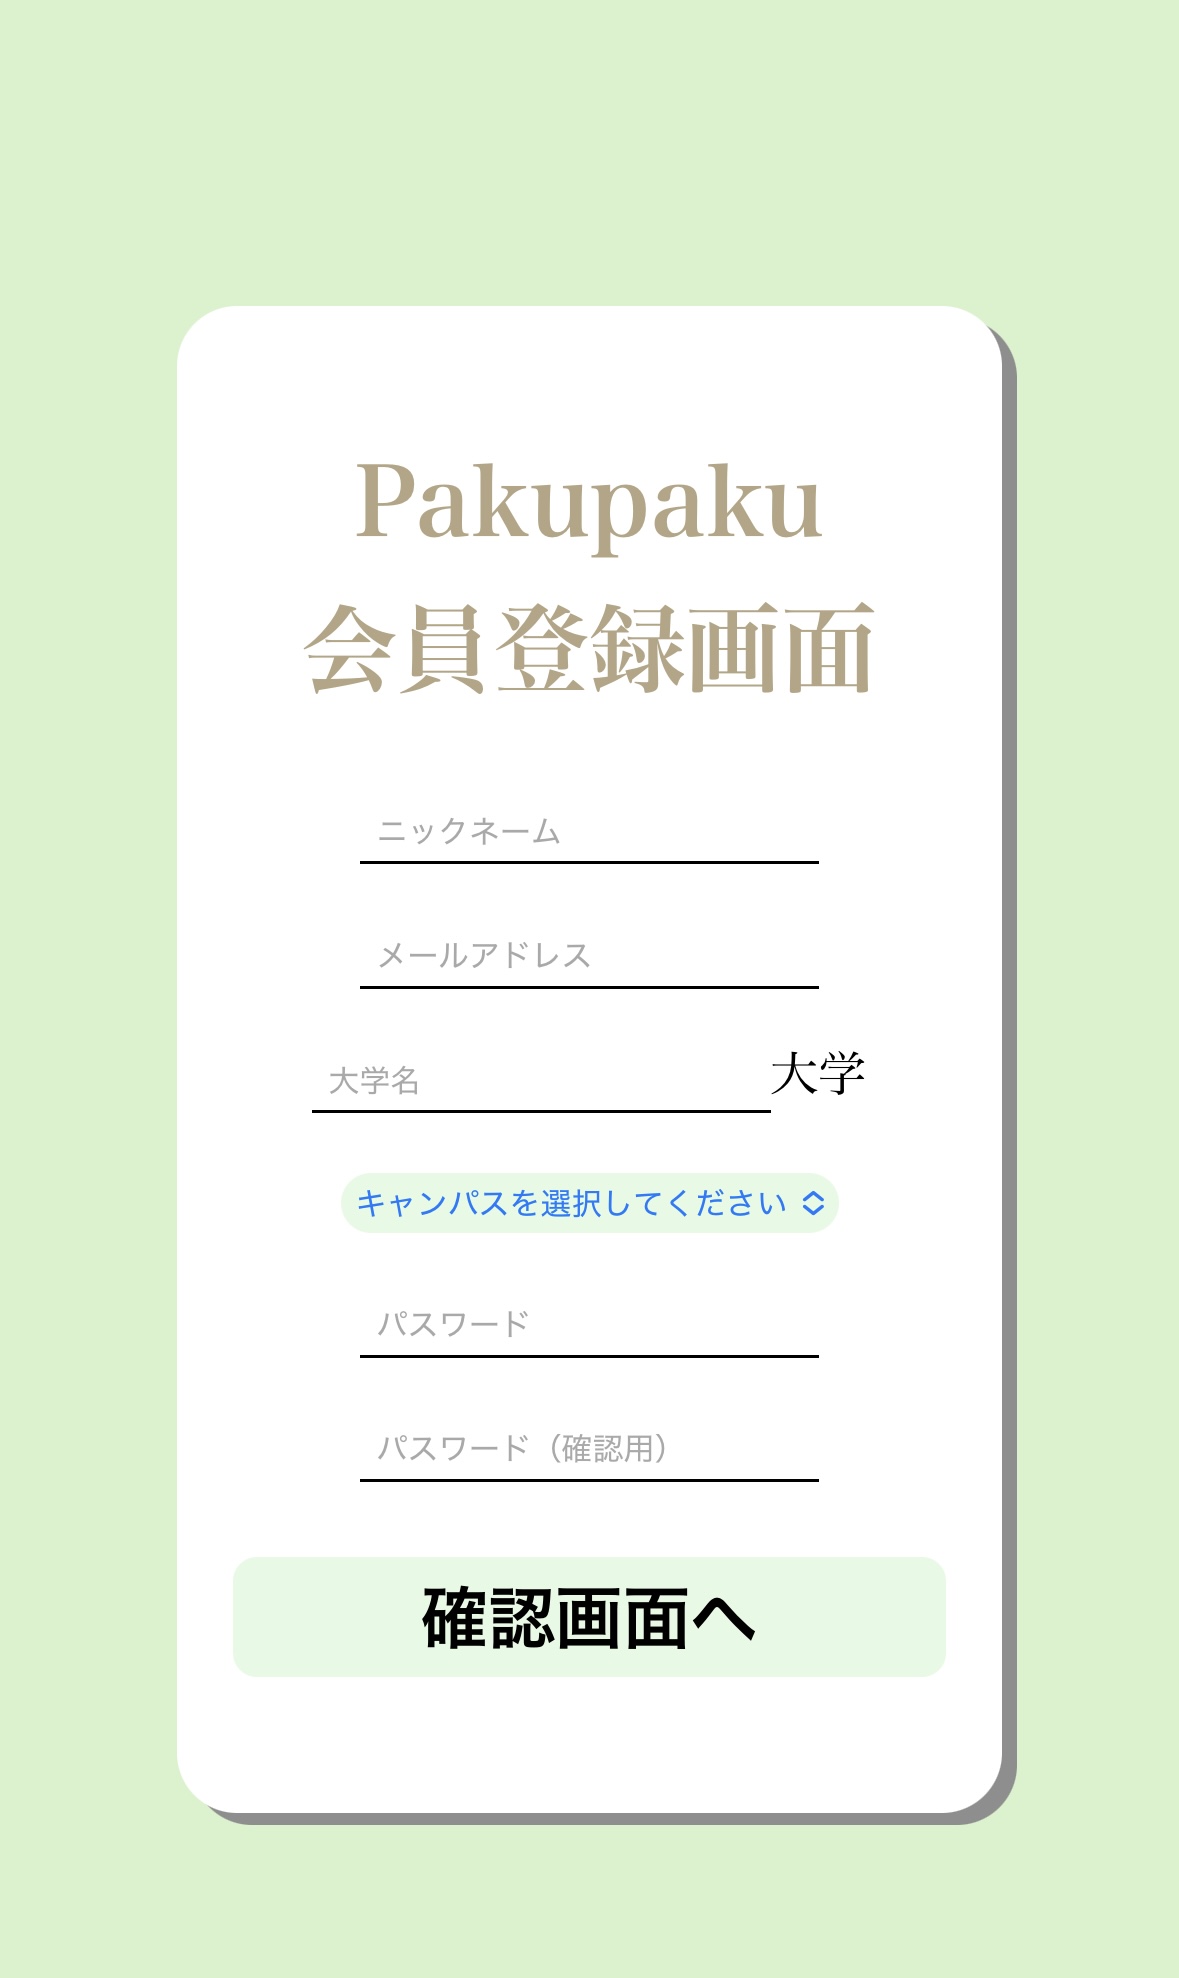 Pakupaku
会員登録画面
ニックネーム
メールアドレス
大学名 大学
キャンパスを選択してください
パスワード
パスワード（確認用）
確認画面へ